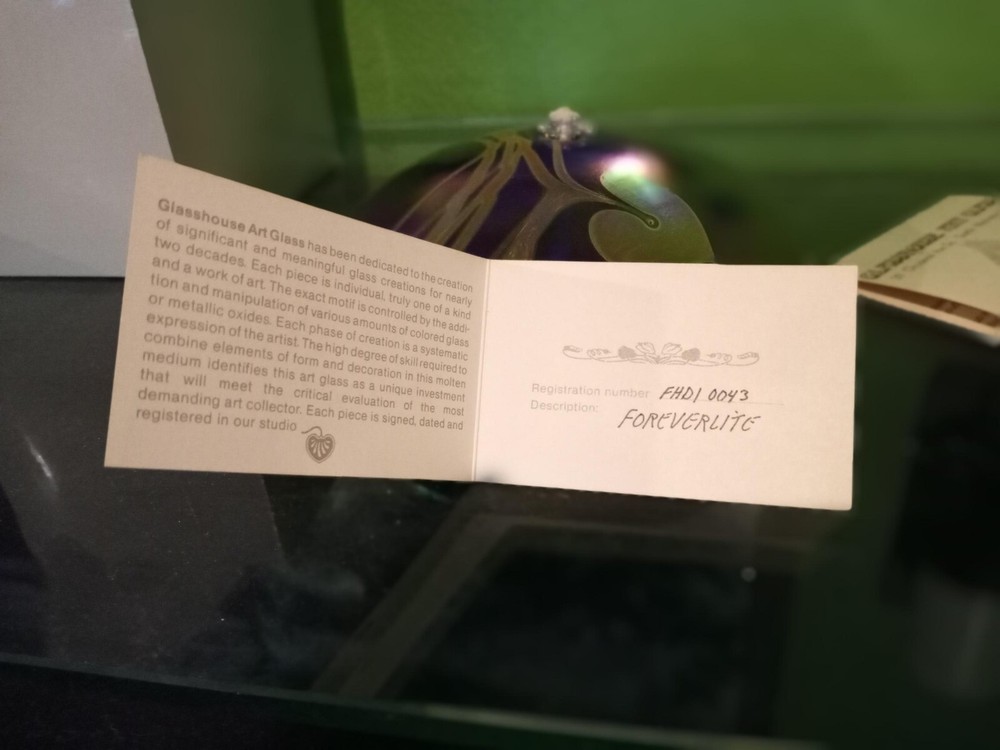 Glasshouse Art Glass has been dedicated to the creation
of significant and meaningful glass creations for nearly
two decades. Each piece is individual, truly one of a kind
and a work of art. The exact motif is controlled by the addi-
tion and manipulation of various amounts of colored glass
or metallic oxides. Each phase of creation is a systematic
expression of the artist. The high degree of skill required to
combine elements of form and decoration in this molten
medium identifies this art glass as a unique investment
that will meet the critical evaluation of the most
demanding art collector. Each piece is signed, dated and
registered in our studio
Registration number FHD1 0043
Description:
FOREVERLITE